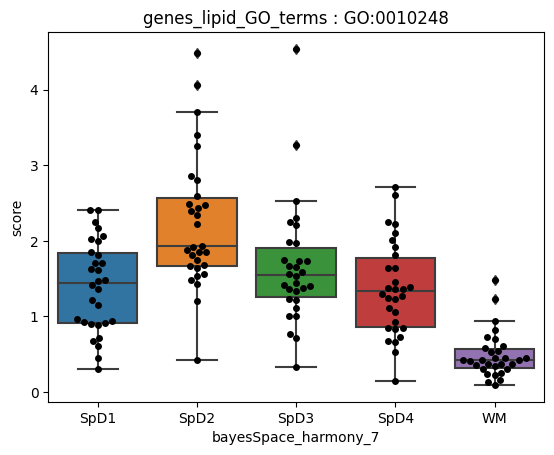 genes_lipid_GO_terms : GO:0010248
4
3
2
1
0
score
SpD1 SpD2 SpD3 SpD4 WM
bayesSpace_harmony_7